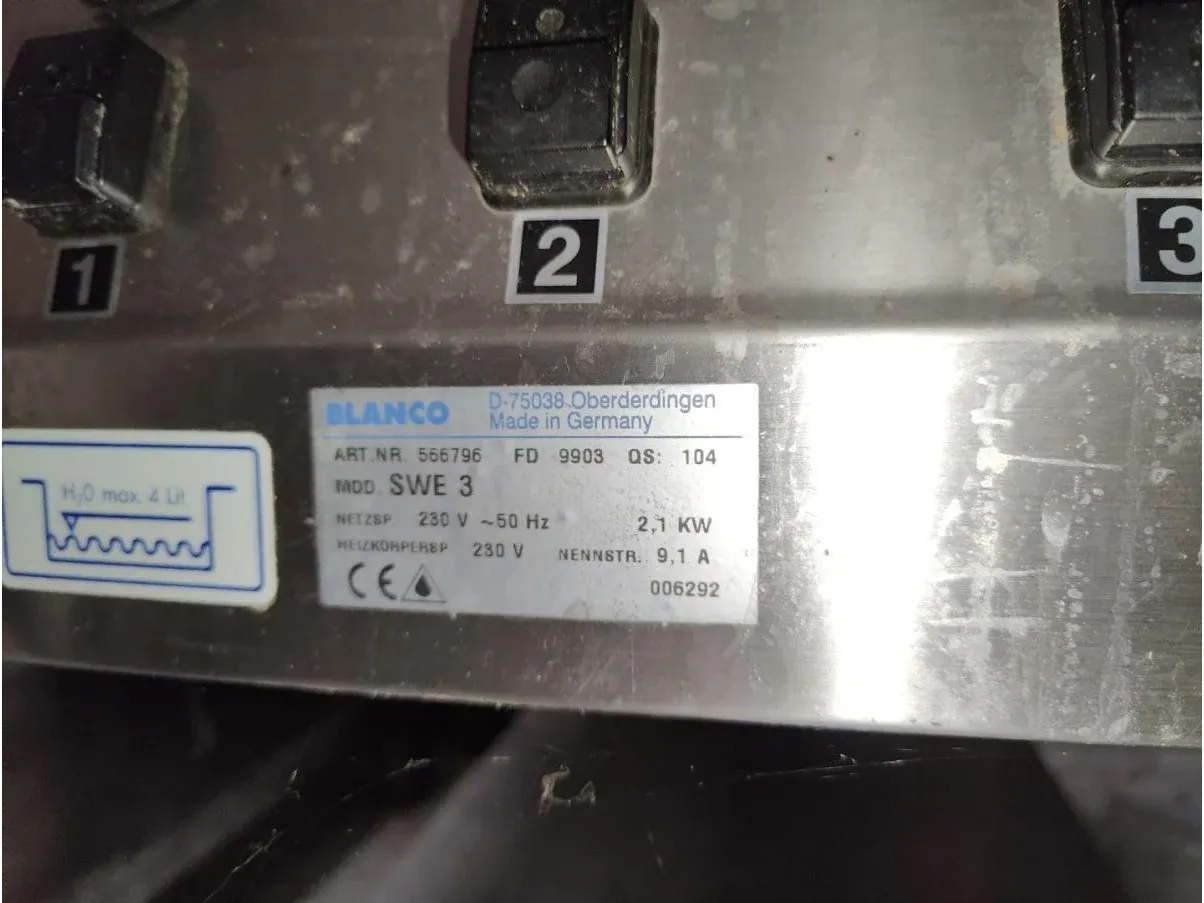 1
2
3
BLANCO
D-75038 Oberderdingen
Made in Germany
ART.NR. 566796 FD 9903 QS: 104
MOD. SWE 3
NETZSP. 230 V ~50 Hz 2,1 KW
HEIZKÖRPERSP 230 V NENNSTR. 9,1 A
CE
006292
H₂O max. 4 Lit.